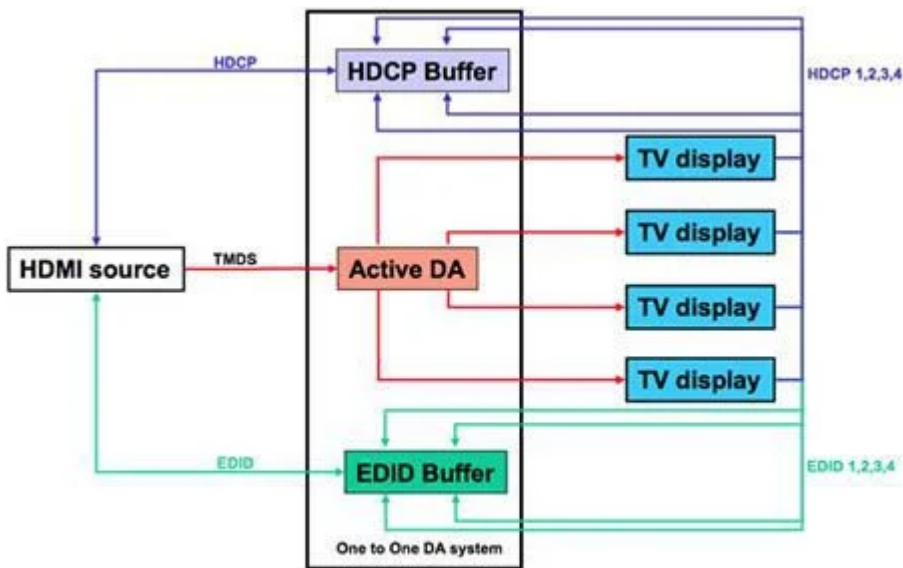 HDCP
HDCP Buffer
HDCP 1,2,3,4
TV display
TV display
HDMI source
TMDS
Active DA
TV display
TV display
EDID
EDID Buffer
EDID 1,2,3,4
One to One DA system